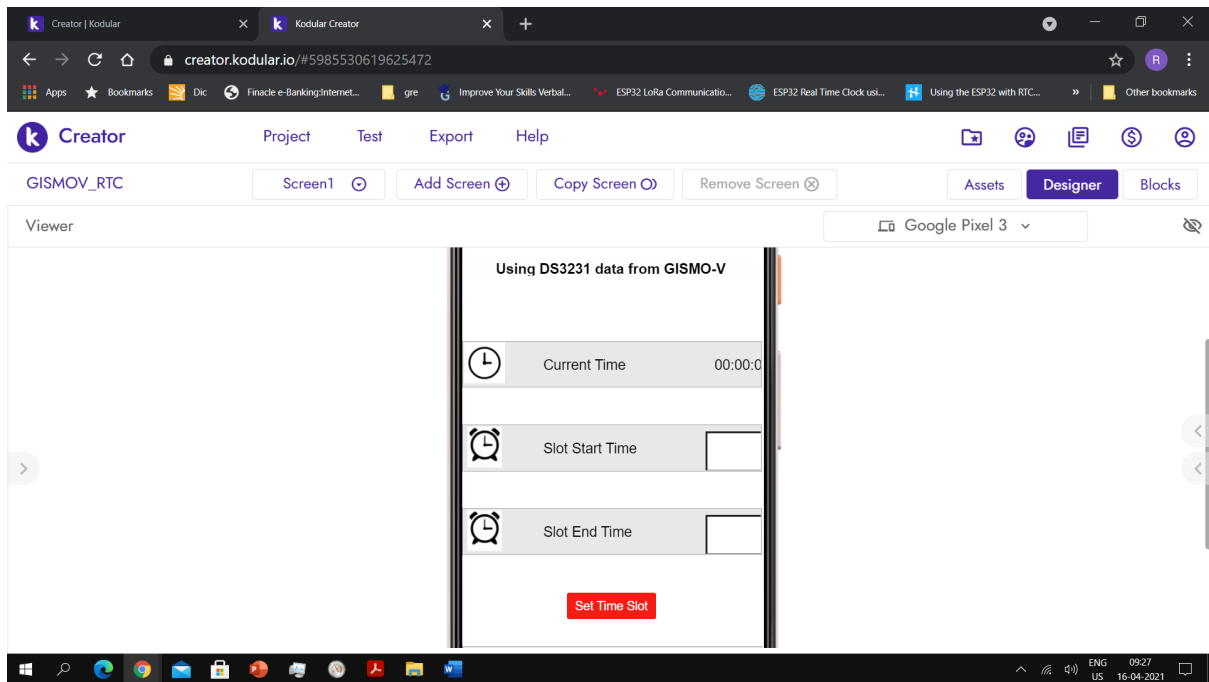 Creator | Kodular
Kodular Creator
creator.kodular.io/#5985530619625472
R
Apps
Bookmarks
Dic
Finacle e-Banking:Internet...
gre
Improve Your Skills Verbal...
ESP32 LoRa Communicatio...
ESP32 Real Time Clock usi...
Using the ESP32 with RTC...
»
Other bookmarks
Creator
Project
Test
Export
Help
GISMOV_RTC
Screen1
Add Screen
Copy Screen
Remove Screen
Assets
Designer
Blocks
Viewer
Google Pixel 3
Using DS3231 data from GISMO-V
Current Time
00:00:0
Slot Start Time
Slot End Time
Set Time Slot
ENG
US
09:27
16-04-2021